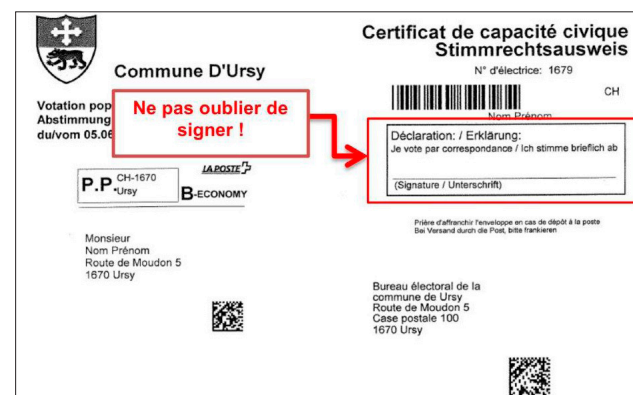 Commune D'Ursy
Votation pop
Abstimmung
du/vom 05.06
Ne pas oublier de
signer !
P.P. CH-1670
Ursy
LA POSTE
B-ECONOMY
Monsieur
Nom Prénom
Route de Moudon 5
1670 Ursy
Certificat de capacité civique
Stimmrechtsausweis
N° d'électrice: 1679
CH
Nom Prénom
Déclaration: / Erklärung:
Je vote par correspondance / Ich stimme brieflich ab
(Signature / Unterschrift)
Prière d'affranchir l'enveloppe en cas de dépôt à la poste
Bei Versand durch die Post, bitte frankieren
Bureau électoral de la
commune de Ursy
Route de Moudon 5
Case postale 100
1670 Ursy